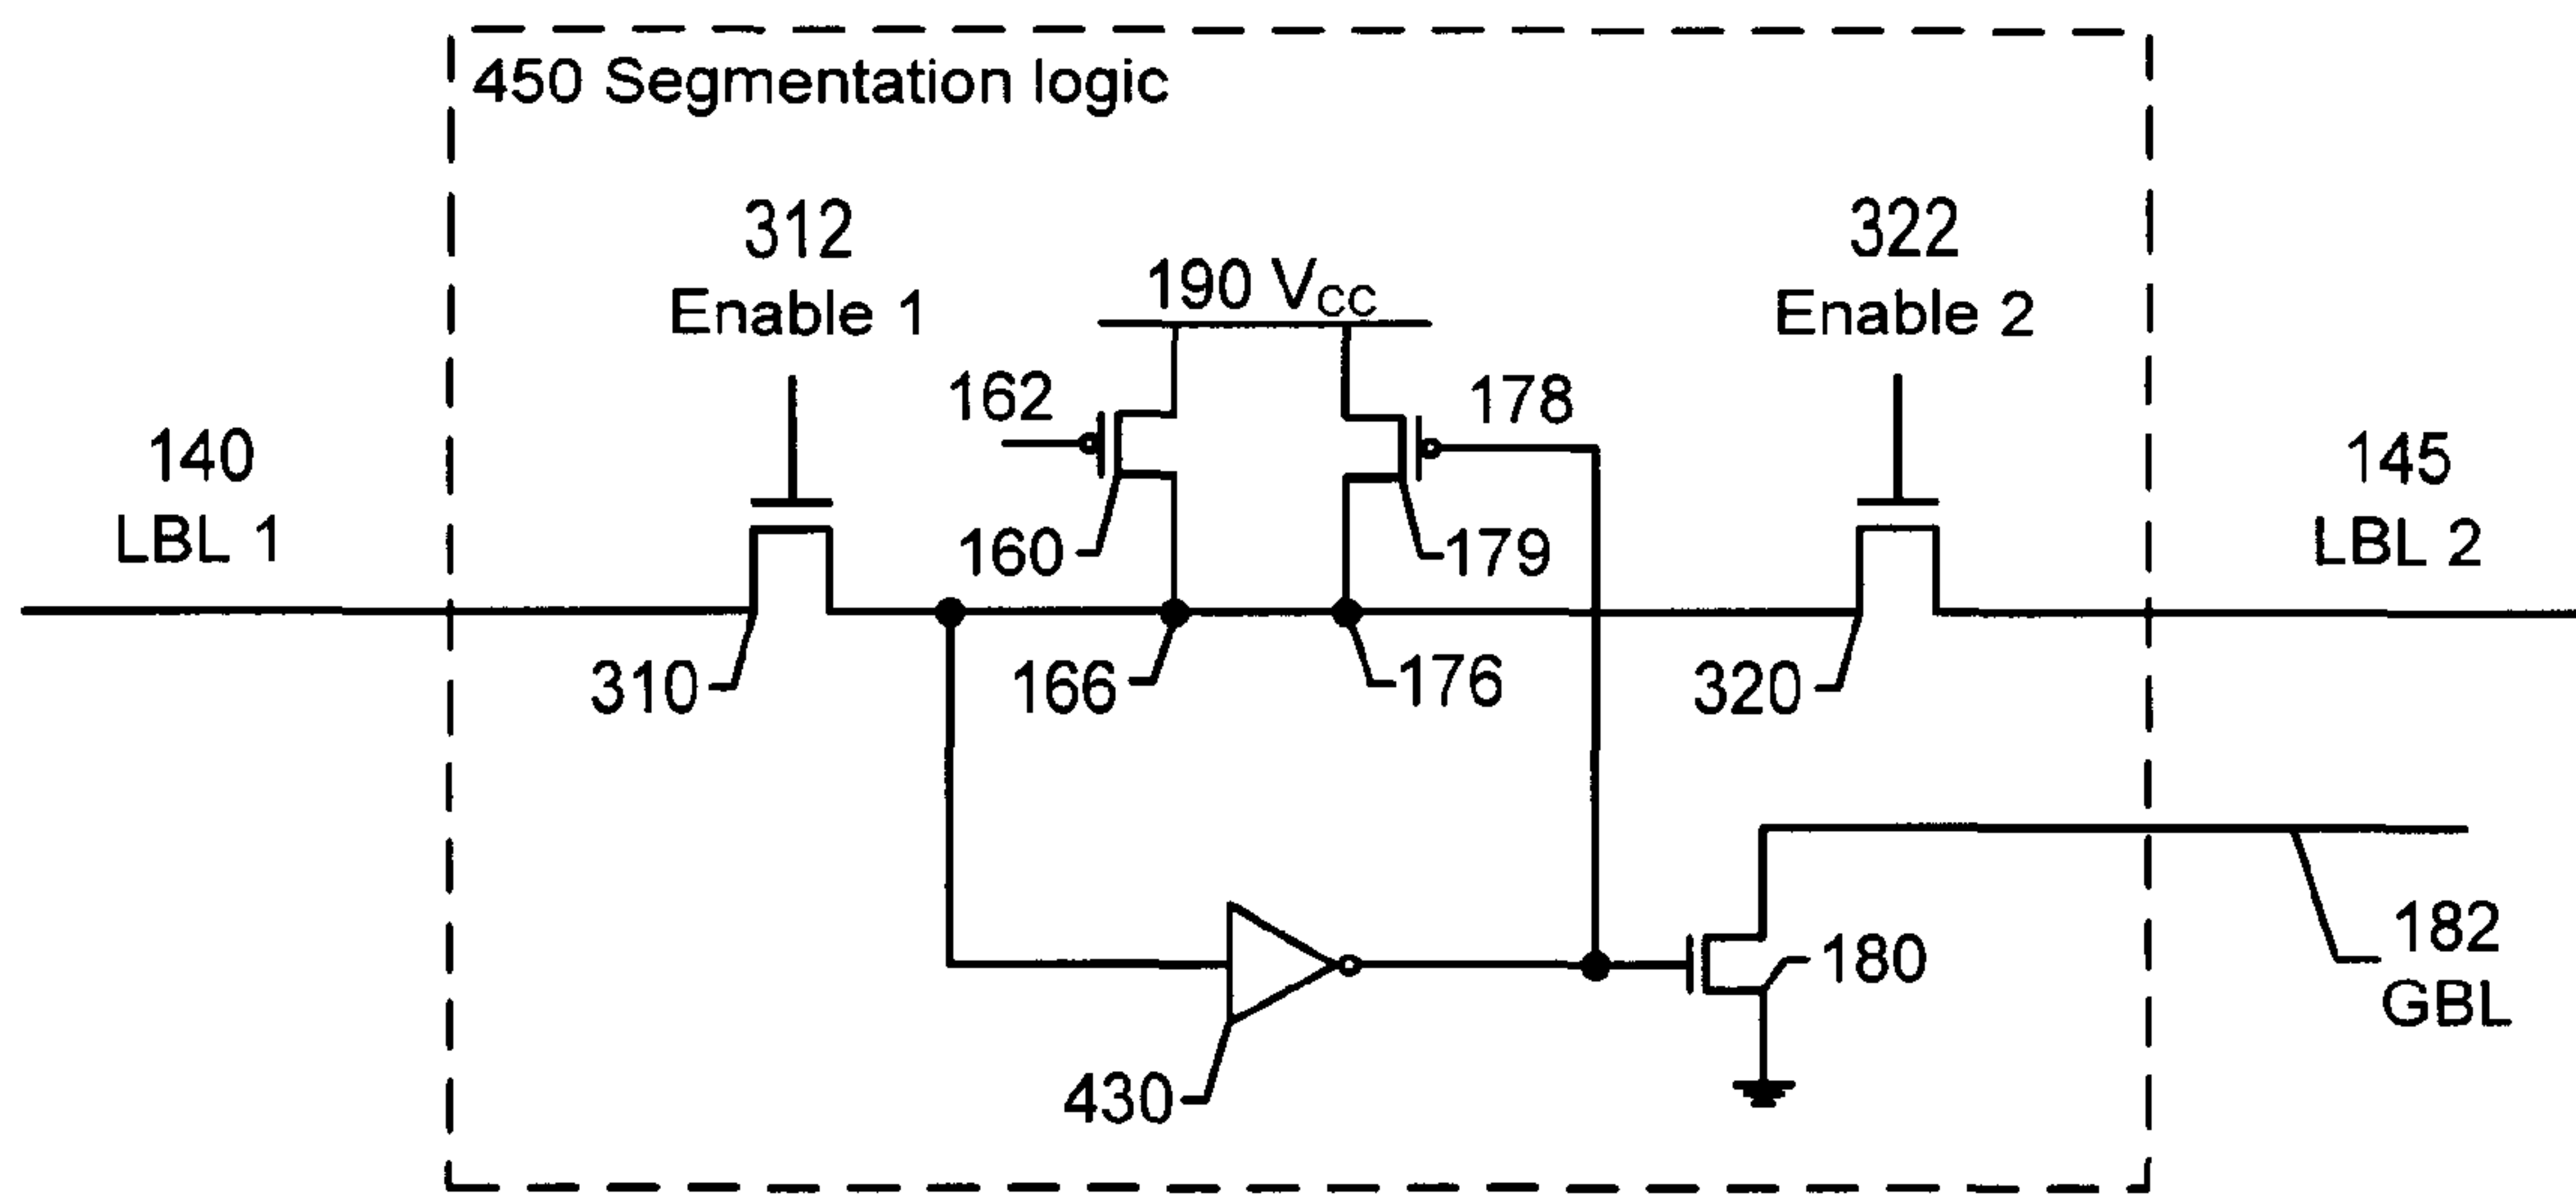 450 Segmentation logic
312
Enable 1
322
Enable 2
190 VCC
162
178
140
LBL 1
145
LBL 2
160
179
310
166
176
320
180
182
GBL
430